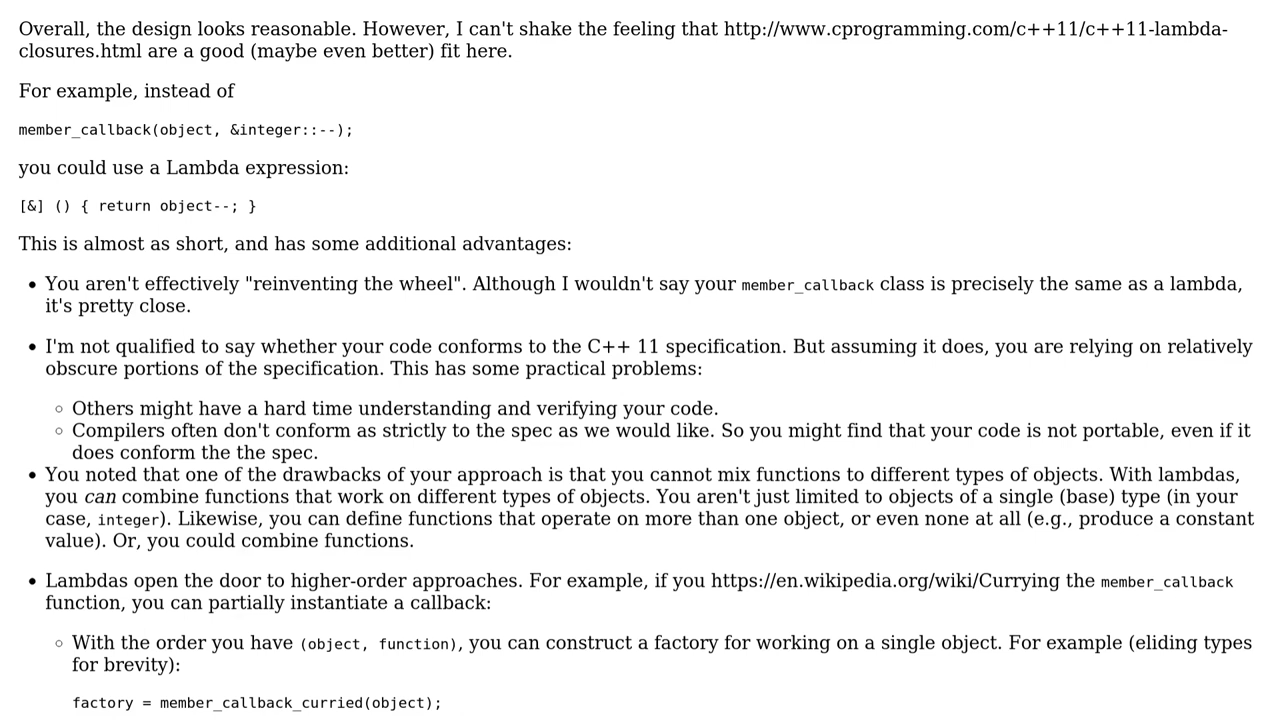 Overall, the design looks reasonable. However, I can't shake the feeling that http://www.cprogramming.com/c++11/c++11-lambda-
closures.html are a good (maybe even better) fit here.
For example, instead of
member_callback(object, &integer::--);
you could use a Lambda expression:
[&] () { return object--; }
This is almost as short, and has some additional advantages:
• You aren't effectively "reinventing the wheel". Although I wouldn't say your member_callback class is precisely the same as a lambda,
it's pretty close.
• I'm not qualified to say whether your code conforms to the C++ 11 specification. But assuming it does, you are relying on relatively
obscure portions of the specification. This has some practical problems:
◦ Others might have a hard time understanding and verifying your code.
◦ Compilers often don't conform as strictly to the spec as we would like. So you might find that your code is not portable, even if it
does conform the the spec.
• You noted that one of the drawbacks of your approach is that you cannot mix functions to different types of objects. With lambdas,
you can combine functions that work on different types of objects. You aren't just limited to objects of a single (base) type (in your
case, integer). Likewise, you can define functions that operate on more than one object, or even none at all (e.g., produce a constant
value). Or, you could combine functions.
• Lambdas open the door to higher-order approaches. For example, if you https://en.wikipedia.org/wiki/Currying the member_callback
function, you can partially instantiate a callback:
◦ With the order you have (object, function), you can construct a factory for working on a single object. For example (eliding types
for brevity):
factory = member_callback_curried(object);